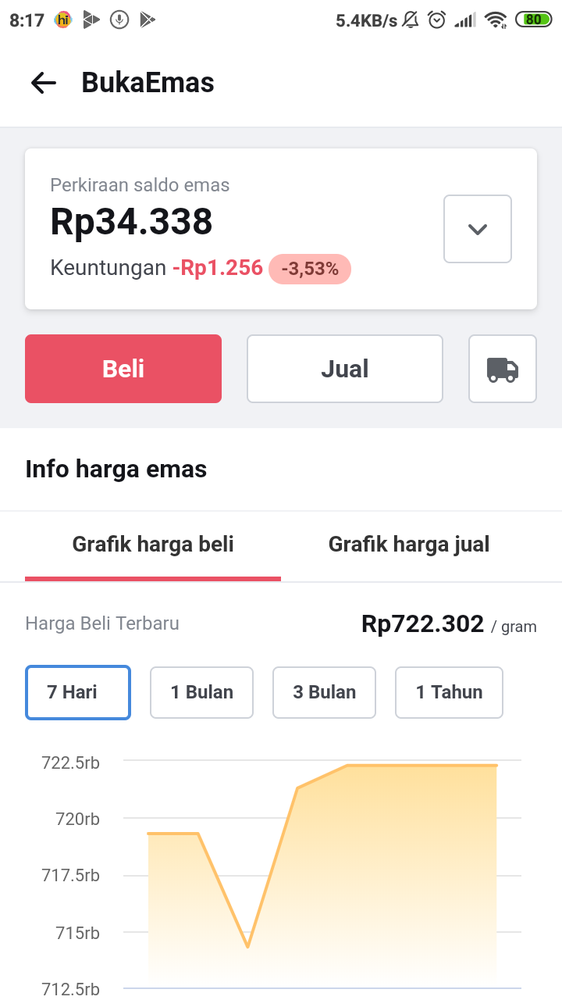 8:17 hi 5.4KB/s 80
BukaEmas
Perkiraan saldo emas
Rp34.338
Keuntungan -Rp1.256 -3,53%
Beli Jual
Info harga emas
Grafik harga beli Grafik harga jual
Harga Beli Terbaru Rp722.302 / gram
7 Hari 1 Bulan 3 Bulan 1 Tahun
722.5rb
720rb
717.5rb
715rb
712.5rb